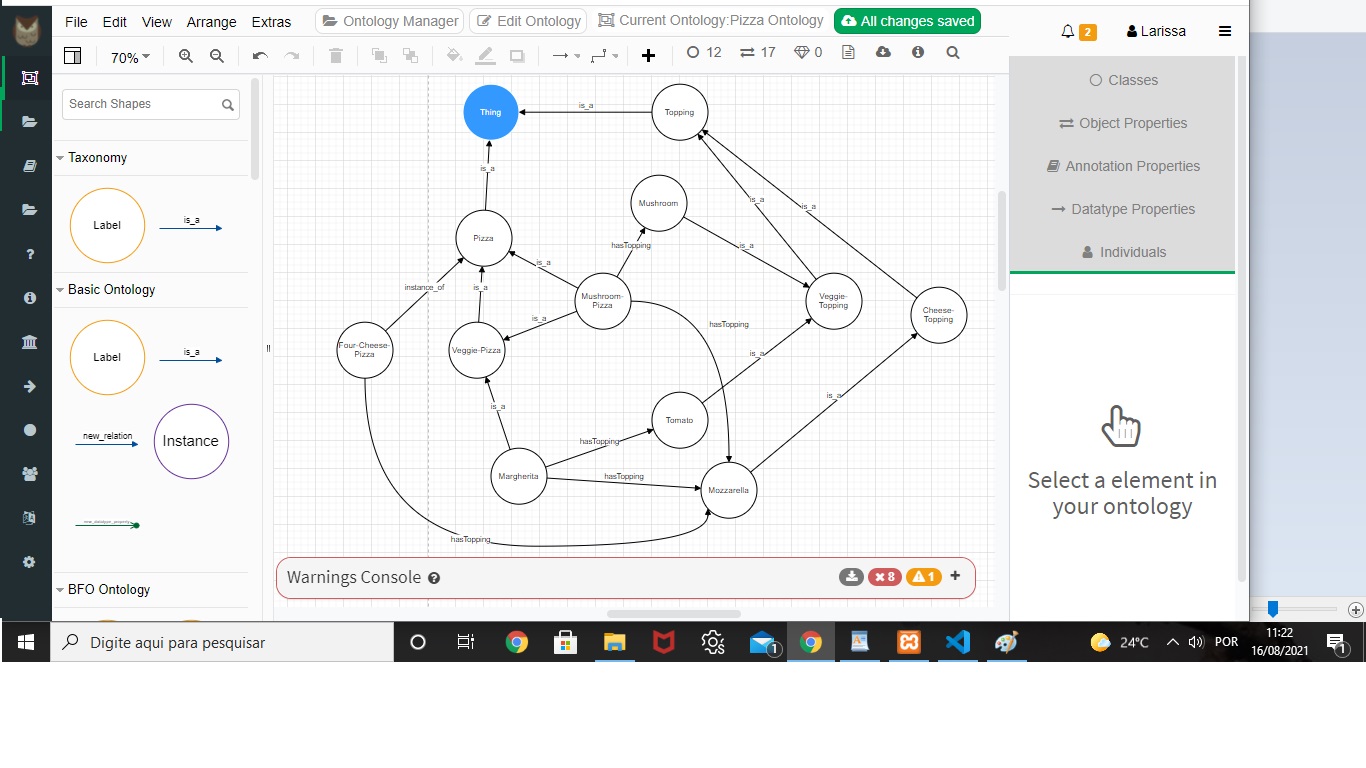 File Edit View Arrange Extras Ontology Manager Edit Ontology Current Ontology:Pizza Ontology All changes saved
2 Larissa
70% 12 17 0
Search Shapes
Taxonomy
Label
is_a
Basic Ontology
Label
is_a
new_relation
Instance
new_datatype_property
BFO Ontology
Thing
is_a
Topping
is_a
Mushroom
is_a
is_a
Pizza
hasTopping
is_a
is_a
instance_of
is_a
Mushroom-
Pizza
Veggie-
Topping
Cheese-
Topping
is_a
hasTopping
Four-Cheese-
Pizza
Veggie-Pizza
is_a
is_a
is_a
Tomato
hasTopping
Margherita
hasTopping
Mozzarella
hasTopping
Warnings Console ? 8 1 +
Classes
Object Properties
Annotation Properties
Datatype Properties
Individuals
Select a element in
your ontology
Digite aqui para pesquisar
1
24°C
POR
11:22
16/08/2021
1